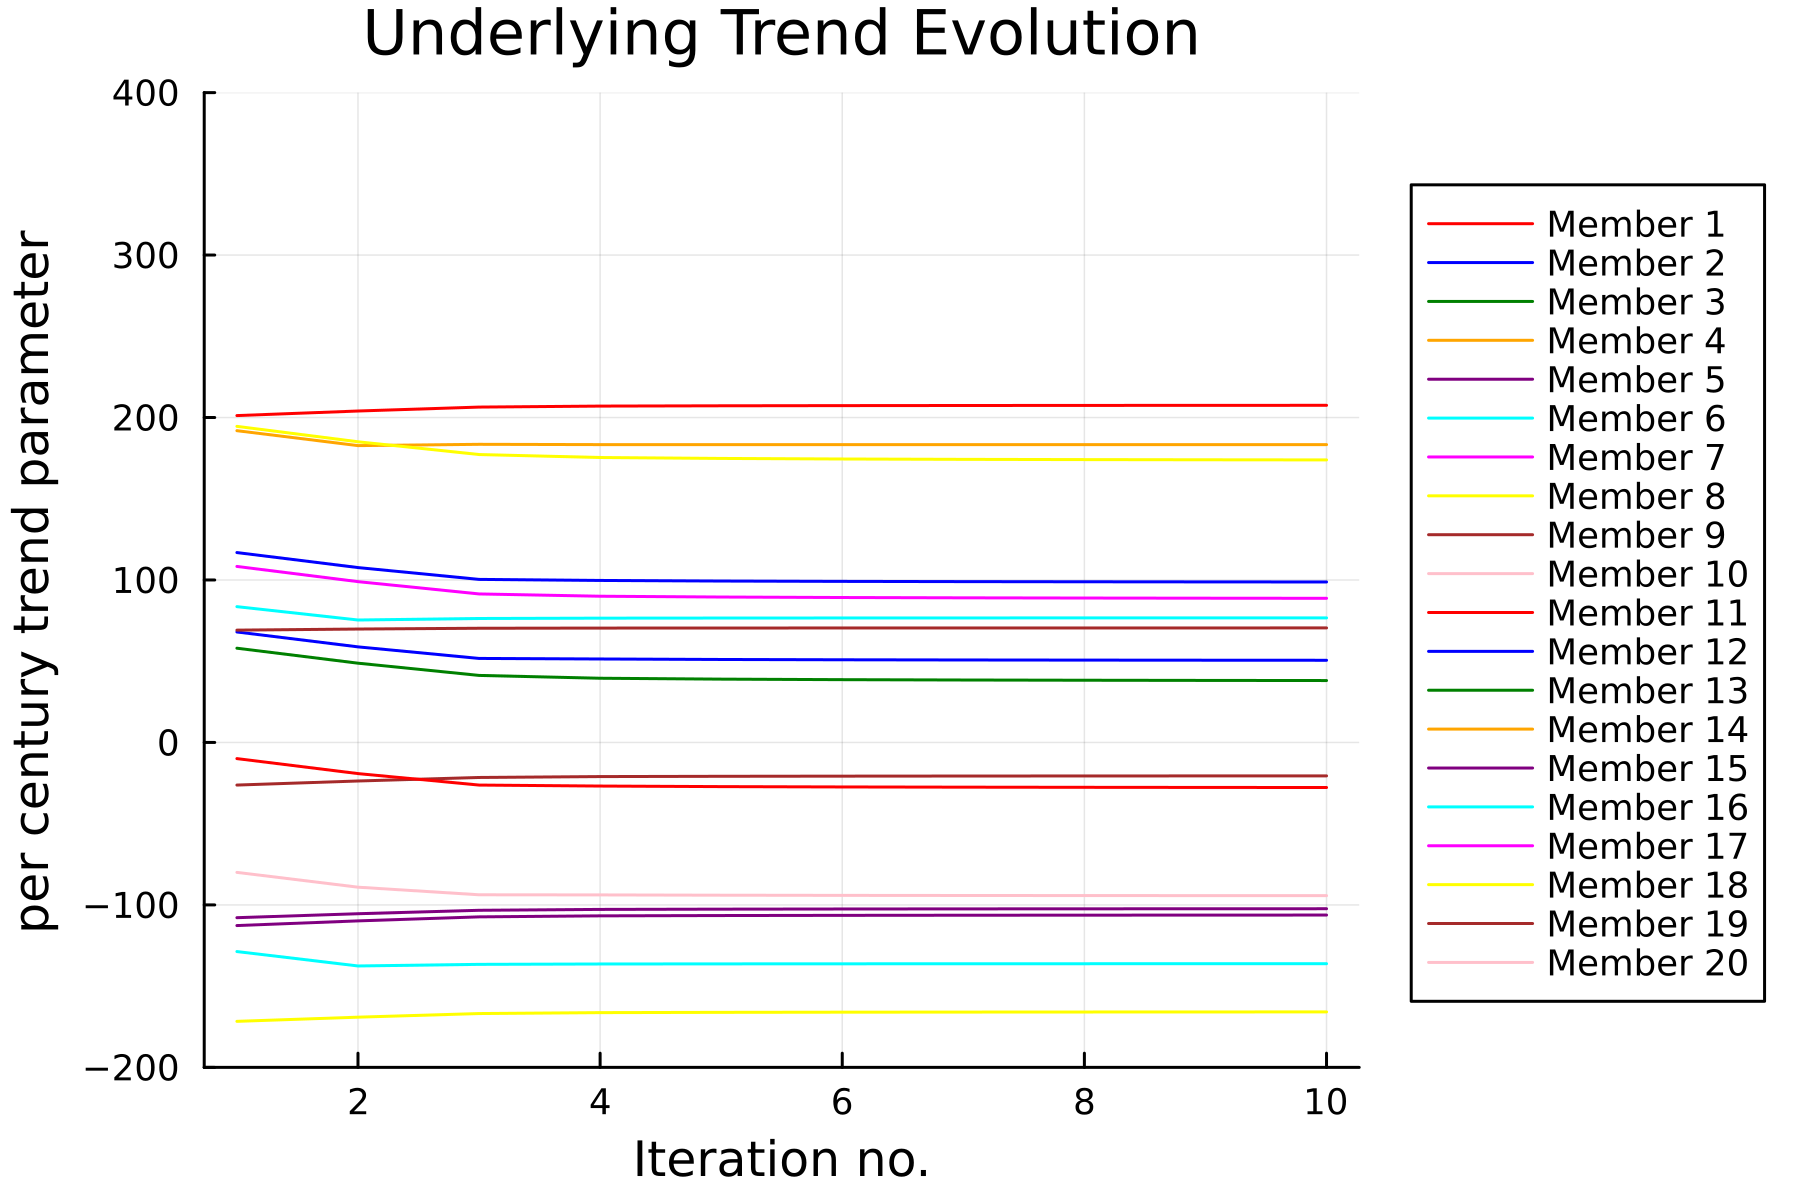 Underlying Trend Evolution
per century trend parameter
400
300
200
100
0
−100
−200
2 4 6 8 10
Iteration no.
Member 1
Member 2
Member 3
Member 4
Member 5
Member 6
Member 7
Member 8
Member 9
Member 10
Member 11
Member 12
Member 13
Member 14
Member 15
Member 16
Member 17
Member 18
Member 19
Member 20